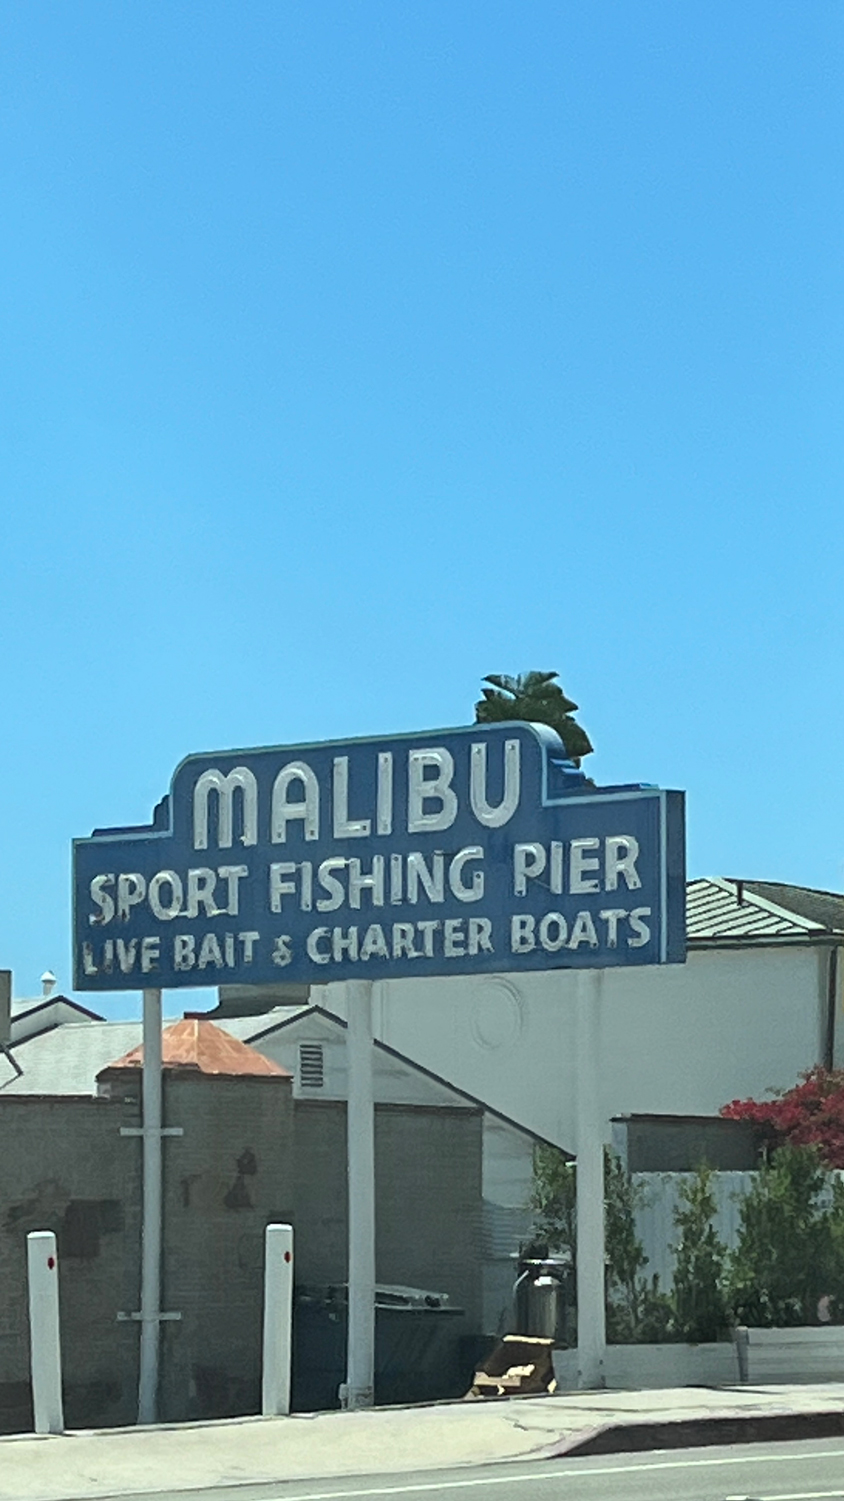 MALIBU
SPORT FISHING PIER
LIVE BAIT & CHARTER BOATS